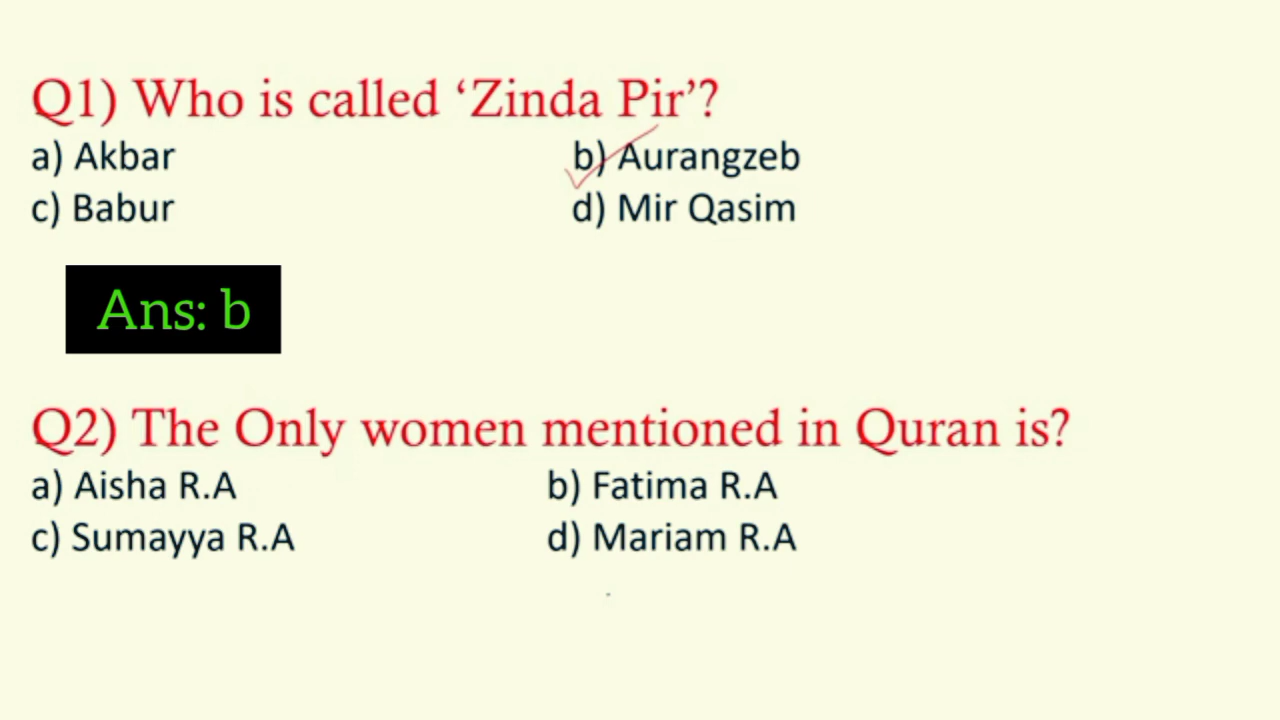 Q1) Who is called ‘Zinda Pir’?
a) Akbar b) Aurangzeb
c) Babur d) Mir Qasim
Ans: b
Q2) The Only women mentioned in Quran is?
a) Aisha R.A b) Fatima R.A
c) Sumayya R.A d) Mariam R.A